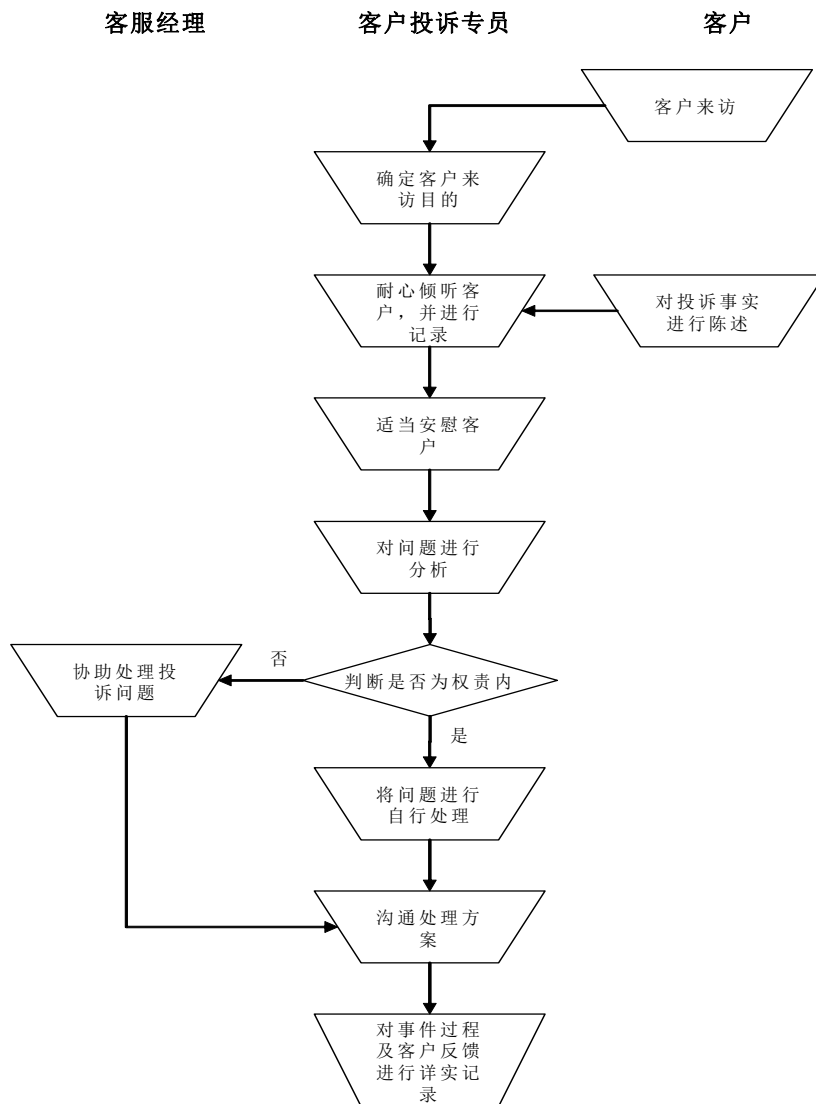 客服经理
客户投诉专员
客户
客户来访
确定客户来
访目的
耐心倾听客
户，并进行
记录
对投诉事实
进行陈述
适当安慰客
户
对问题进行
分析
协助处理投
诉问题
否
判断是否为权责内
是
将问题进行
自行处理
沟通处理方
案
对事件过程
及客户反馈
进行详实记
录